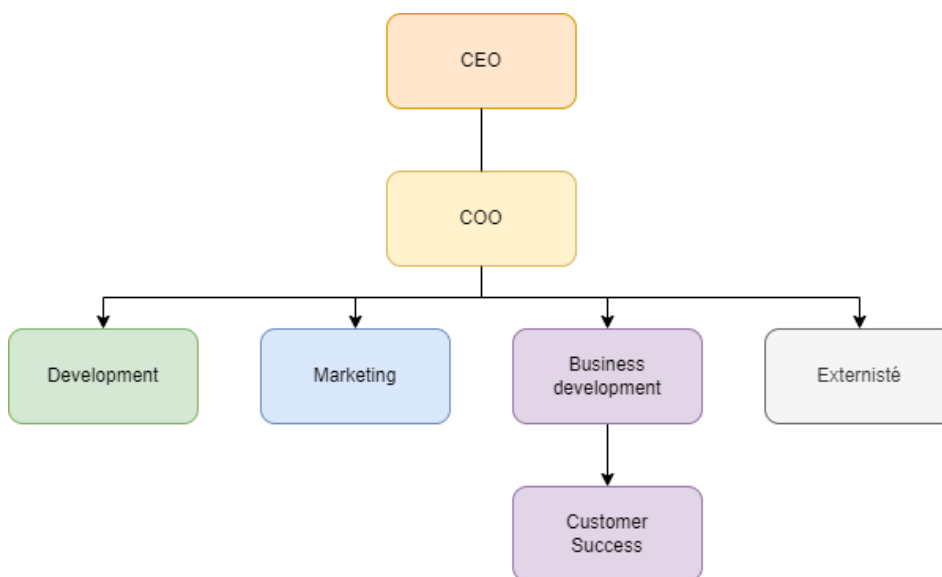 CEO
COO
Development
Marketing
Business
development
Externisté
Customer
Success